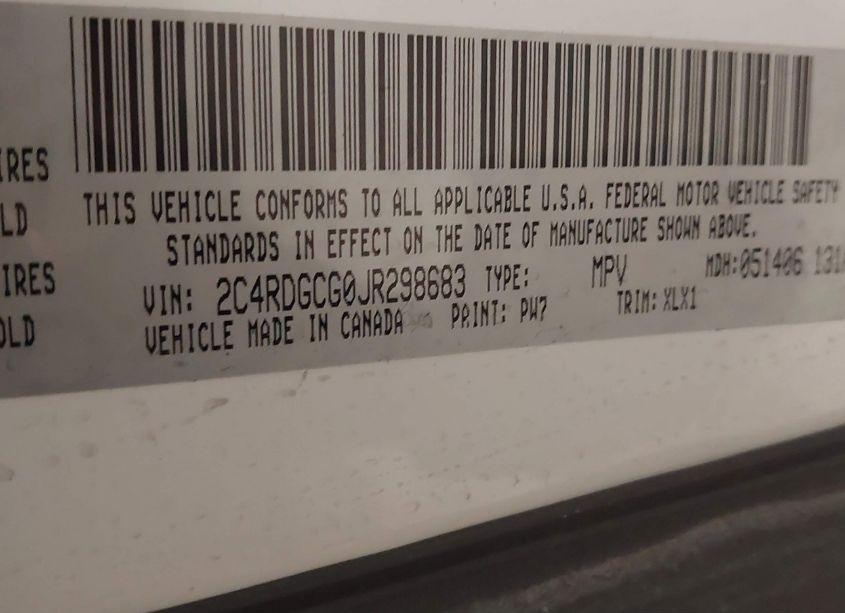 IRES
LD
IRES
OLD
THIS VEHICLE CONFORMS TO ALL APPLICABLE U.S.A. FEDERAL MOTOR VEHICLE SAFETY
STANDARDS IN EFFECT ON THE DATE OF MANUFACTURE SHOWN ABOVE.
VIN: 2C4RDGCG0JR298683 TYPE: MPV MDH:051406 131
VEHICLE MADE IN CANADA PAINT: PW7 TRIM: XLX1